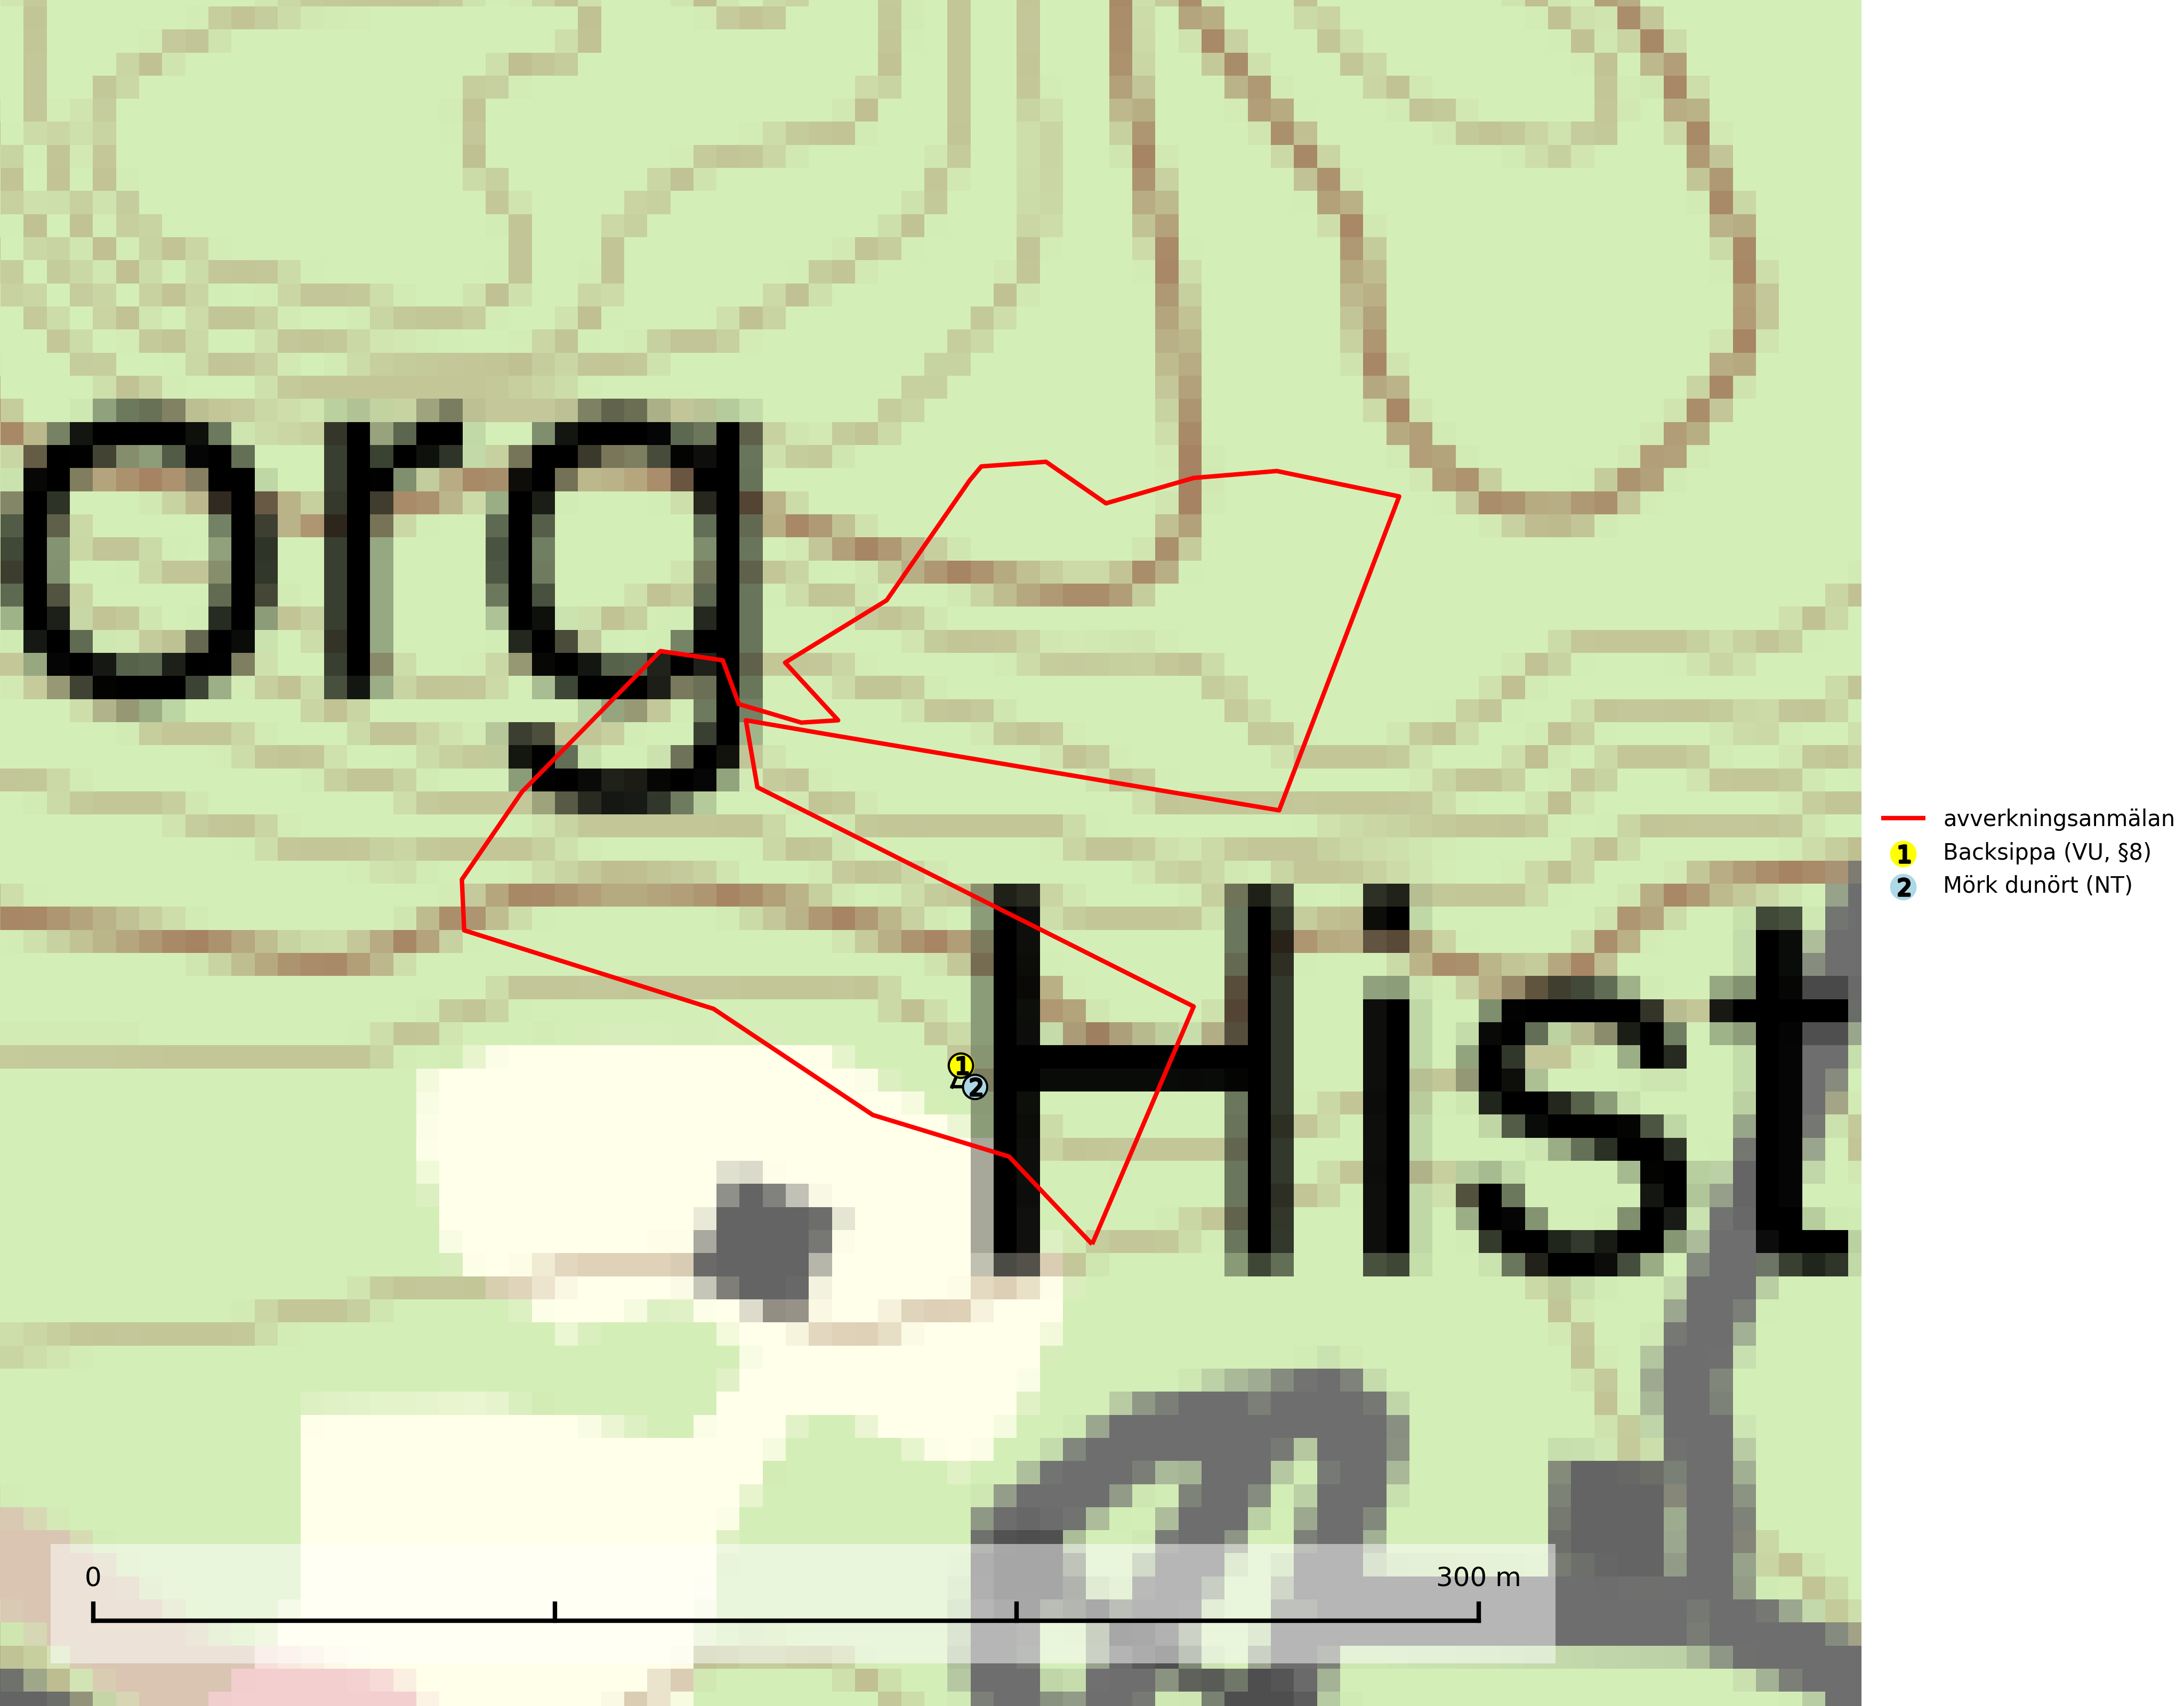 org
Hist
avverkningsanmälan
1 Backsippa (VU, §8)
2 Mörk dunört (NT)
1
2
0 300 m